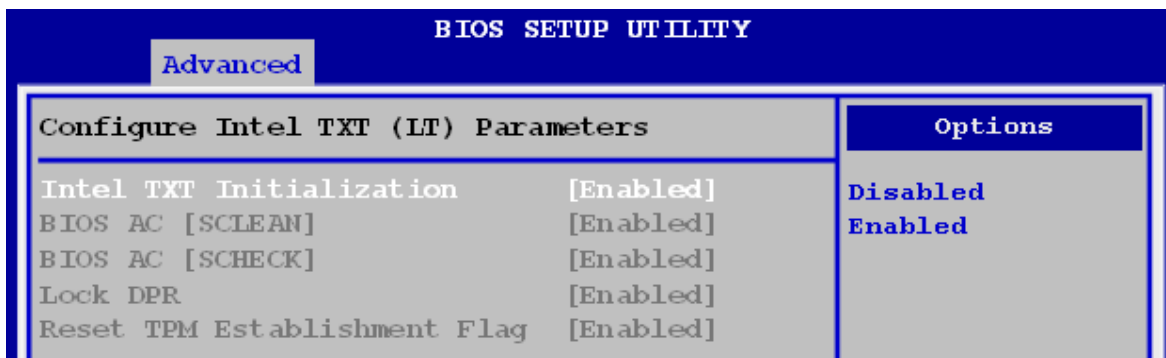 BIOS SETUP UTILITY
Advanced
Configure Intel TXT (LT) Parameters
Options
Intel TXT Initialization [Enabled]
BIOS AC [SCLEAN] [Enabled]
BIOS AC [SCHECK] [Enabled]
Lock DPR [Enabled]
Reset TPM Establishment Flag [Enabled]
Disabled
Enabled